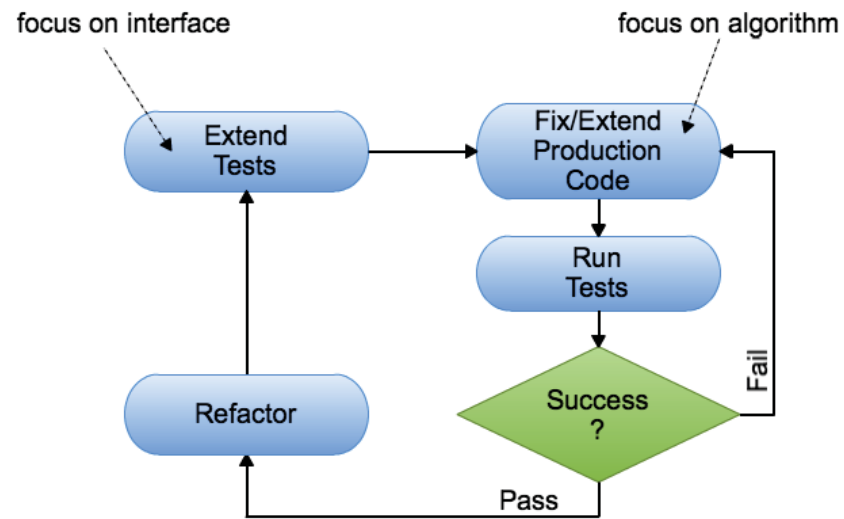 focus on interface
focus on algorithm
Extend
Tests
Fix/Extend
Production
Code
Run
Tests
Success
?
Fail
Refactor
Pass